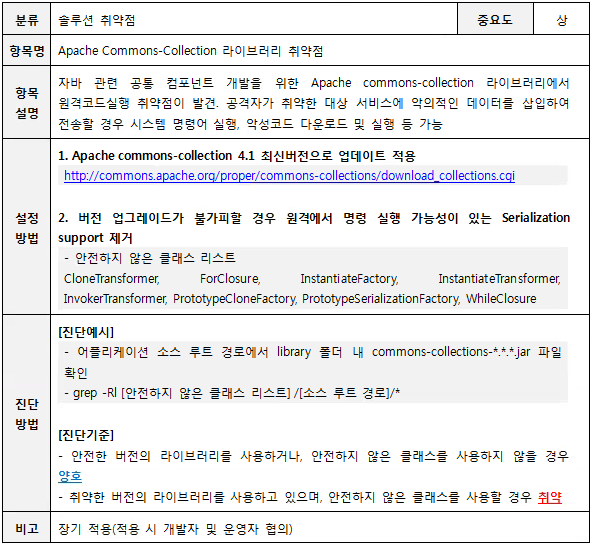 분류 솔루션 취약점 중요도 상
항목명 Apache Commons-Collection 라이브러리 취약점
항목
설명
자바 관련 공통 컴포넌트 개발을 위한 Apache commons-collection 라이브러리에서
원격코드실행 취약점이 발견. 공격자가 취약한 대상 서비스에 악의적인 데이터를 삽입하여
전송할 경우 시스템 명령어 실행, 악성코드 다운로드 및 실행 등 가능
설정
방법
1. Apache commons-collection 4.1 최신버전으로 업데이트 적용
http://commons.apache.org/proper/commons-collections/download_collections.cgi
2. 버전 업그레이드가 불가피할 경우 원격에서 명령 실행 가능성이 있는 Serialization
support 제거
- 안전하지 않은 클래스 리스트
CloneTransformer, ForClosure, InstantiateFactory, InstantiateTransformer,
InvokerTransformer, PrototypeCloneFactory, PrototypeSerializationFactory, WhileClosure
진단
방법
[진단예시]
- 어플리케이션 소스 루트 경로에서 library 폴더 내 commons-collections-*.*.*.jar 파일
확인
- grep -Rl [안전하지 않은 클래스 리스트] /[소스 루트 경로]/*
[진단기준]
- 안전한 버전의 라이브러리를 사용하거나, 안전하지 않은 클래스를 사용하지 않을 경우
양호
- 취약한 버전의 라이브러리를 사용하고 있으며, 안전하지 않은 클래스를 사용할 경우 취약
비고 장기 적용(적용 시 개발자 및 운영자 협의)